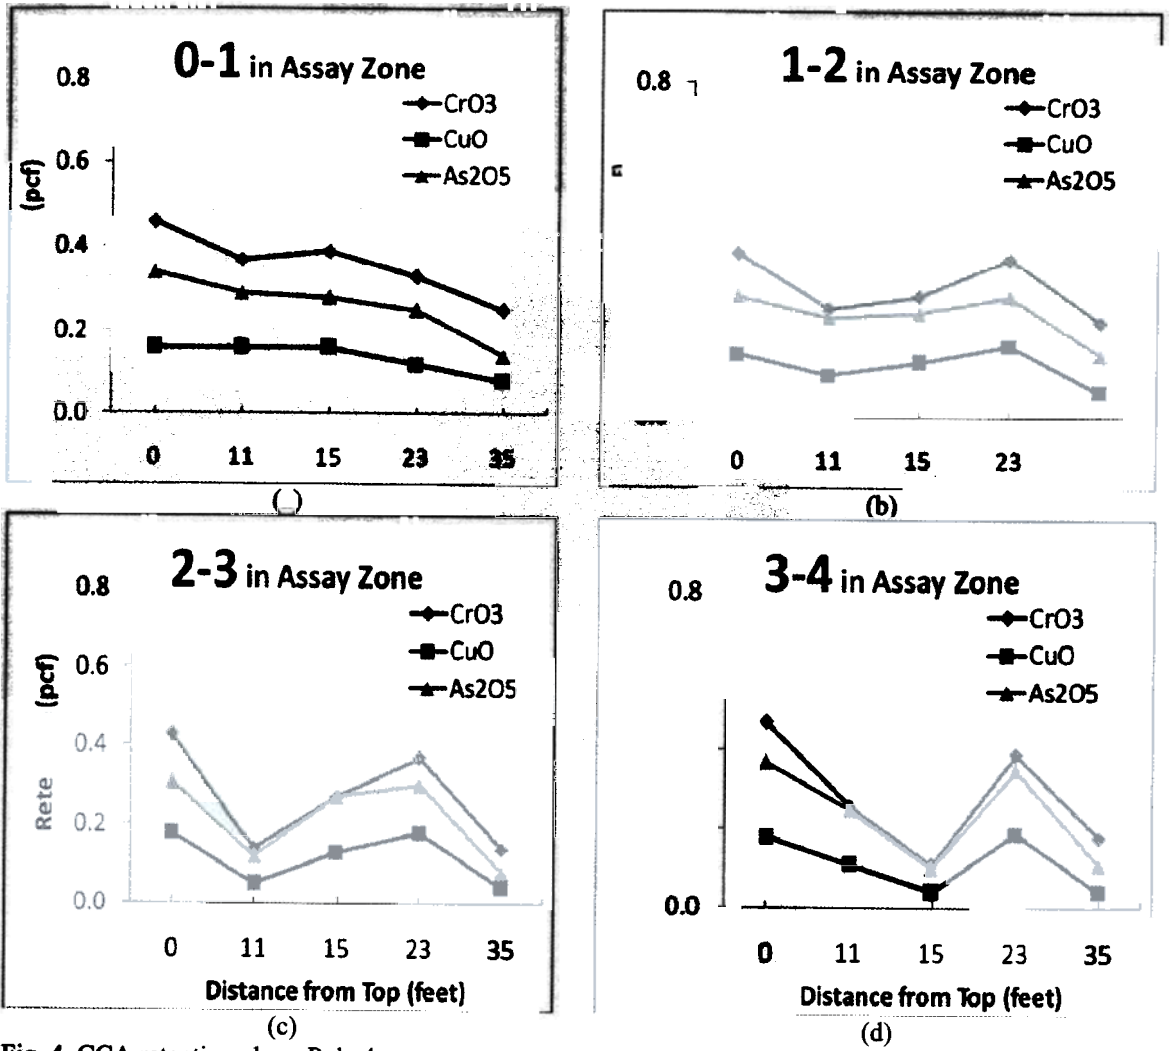 0-1 in Assay Zone
0.8
CrO3
CuO
As2O5
0.6
(pcf)
0.4
0.2
0.0
0 11 15 23 35
1-2 in Assay Zone
0.8
CrO3
CuO
As2O5
0 11 15 23
(b)
2-3 in Assay Zone
0.8
CrO3
CuO
As2O5
0.6
(pcf)
0.4
Rete
0.2
0.0
0 11 15 23 35
Distance from Top (feet)
(c)
3-4 in Assay Zone
0.8
CrO3
CuO
As2O5
0.0
0 11 15 23 35
Distance from Top (feet)
(d)
Fig. 4. CCA